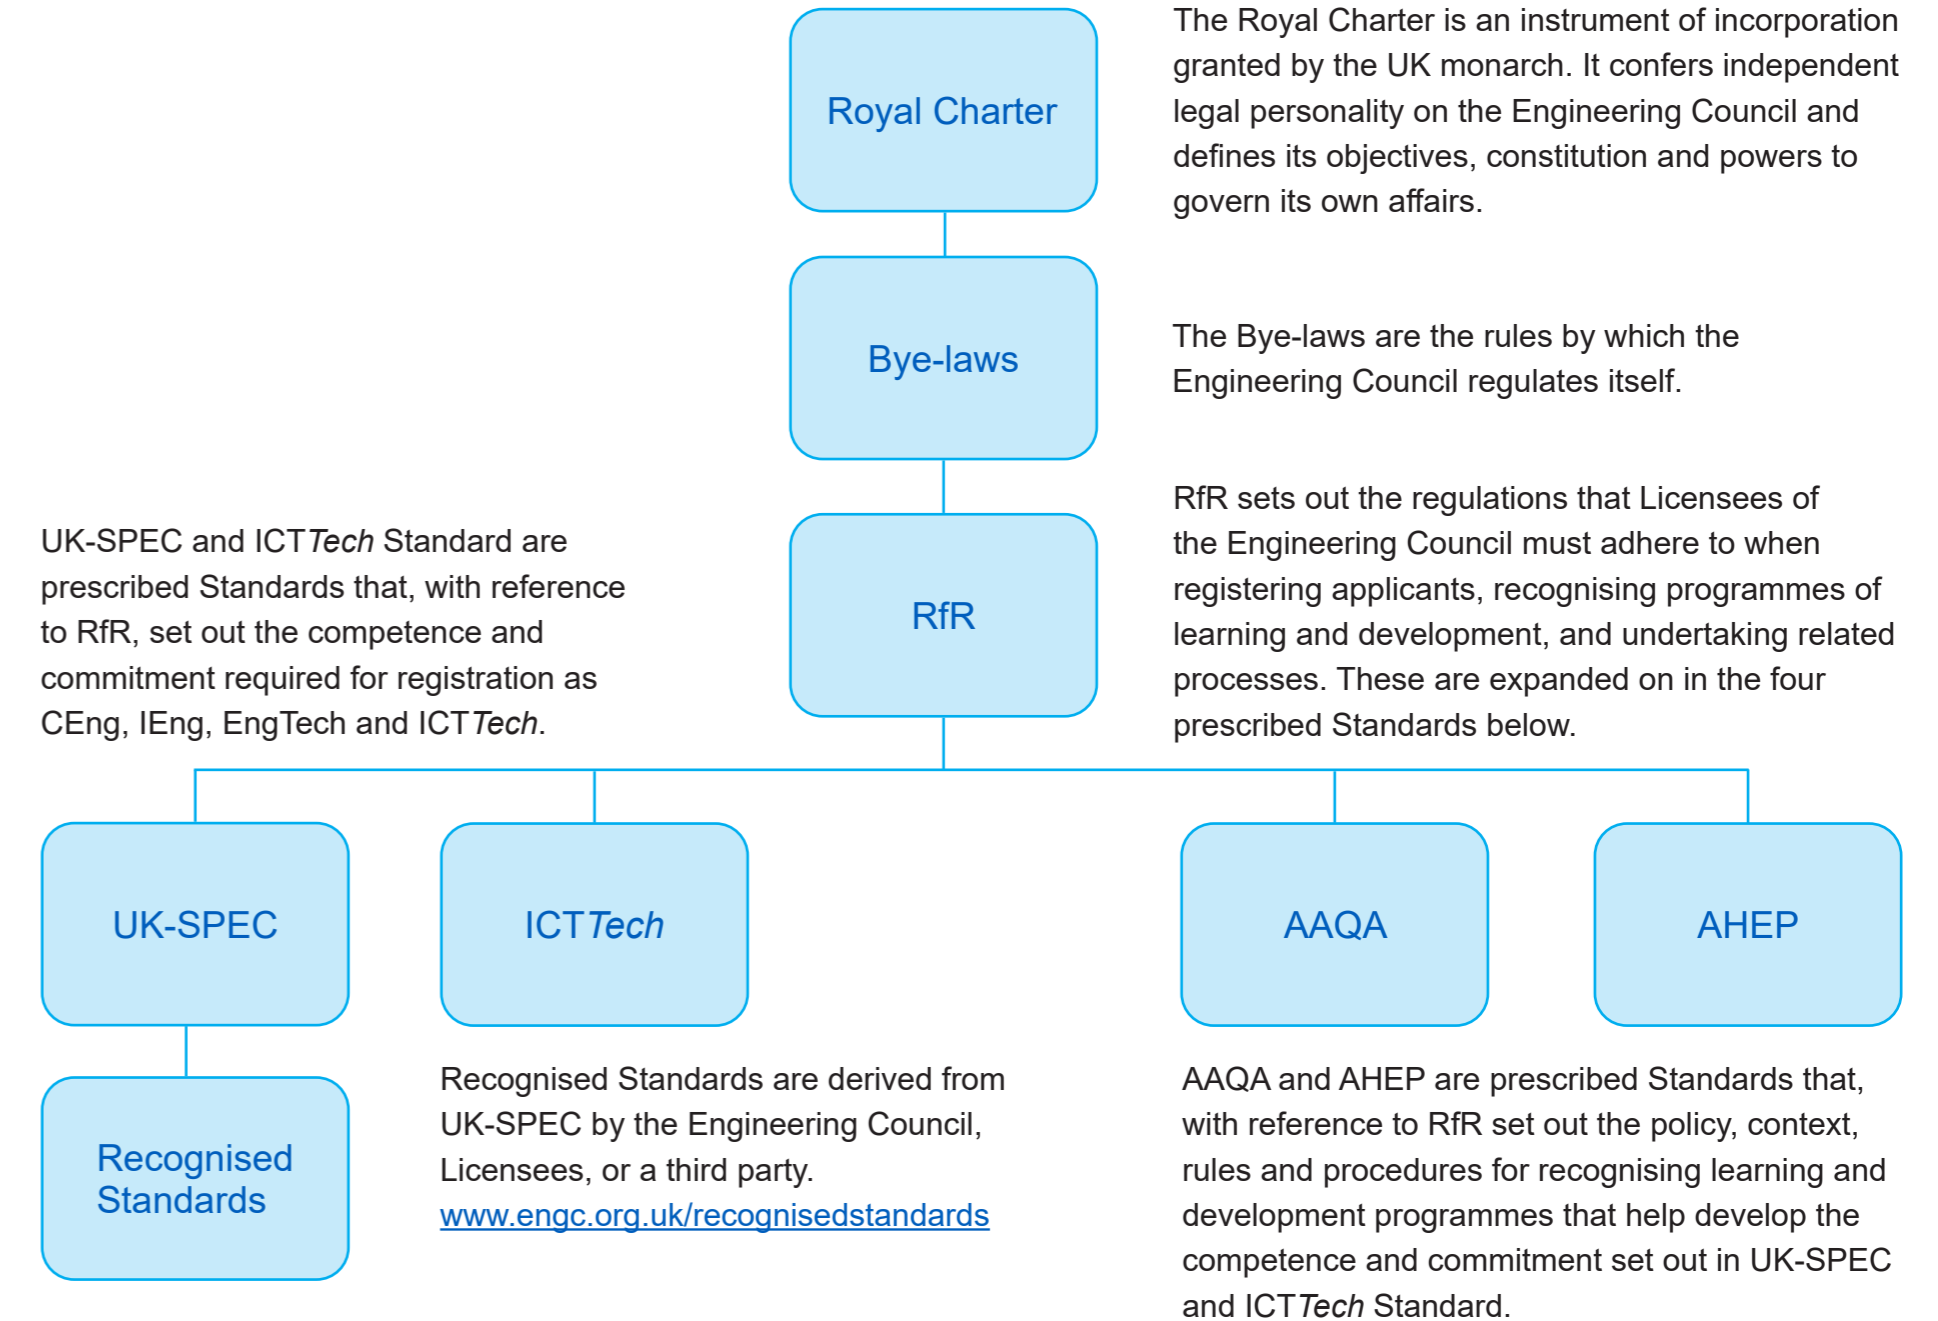 Royal Charter
The Royal Charter is an instrument of incorporation
granted by the UK monarch. It confers independent
legal personality on the Engineering Council and
defines its objectives, constitution and powers to
govern its own affairs.
Bye-laws
The Bye-laws are the rules by which the
Engineering Council regulates itself.
RfR
RfR sets out the regulations that Licensees of
the Engineering Council must adhere to when
registering applicants, recognising programmes of
learning and development, and undertaking related
processes. These are expanded on in the four
prescribed Standards below.
UK-SPEC and ICTTech Standard are
prescribed Standards that, with reference
to RfR, set out the competence and
commitment required for registration as
CEng, IEng, EngTech and ICTTech.
UK-SPEC
ICTTech
AAQA
AHEP
Recognised
Standards
Recognised Standards are derived from
UK-SPEC by the Engineering Council,
Licensees, or a third party.
www.engc.org.uk/recognisedstandards
AAQA and AHEP are prescribed Standards that,
with reference to RfR set out the policy, context,
rules and procedures for recognising learning and
development programmes that help develop the
competence and commitment set out in UK-SPEC
and ICTTech Standard.